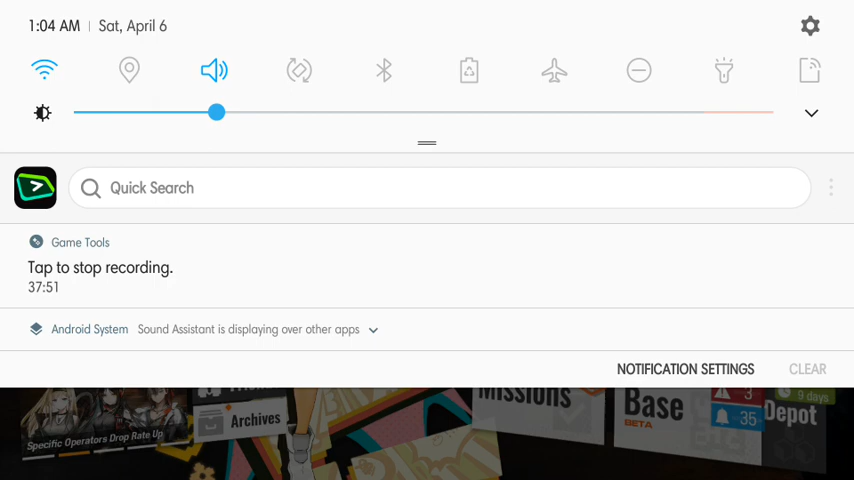 1:04 AM | Sat, April 6
Quick Search
Game Tools
Tap to stop recording.
37:51
Android System Sound Assistant is displaying over other apps
NOTIFICATION SETTINGS CLEAR
Specific Operators Drop Rate Up
Archives
Missions
Base
BETA
3
35
9 days
Depot